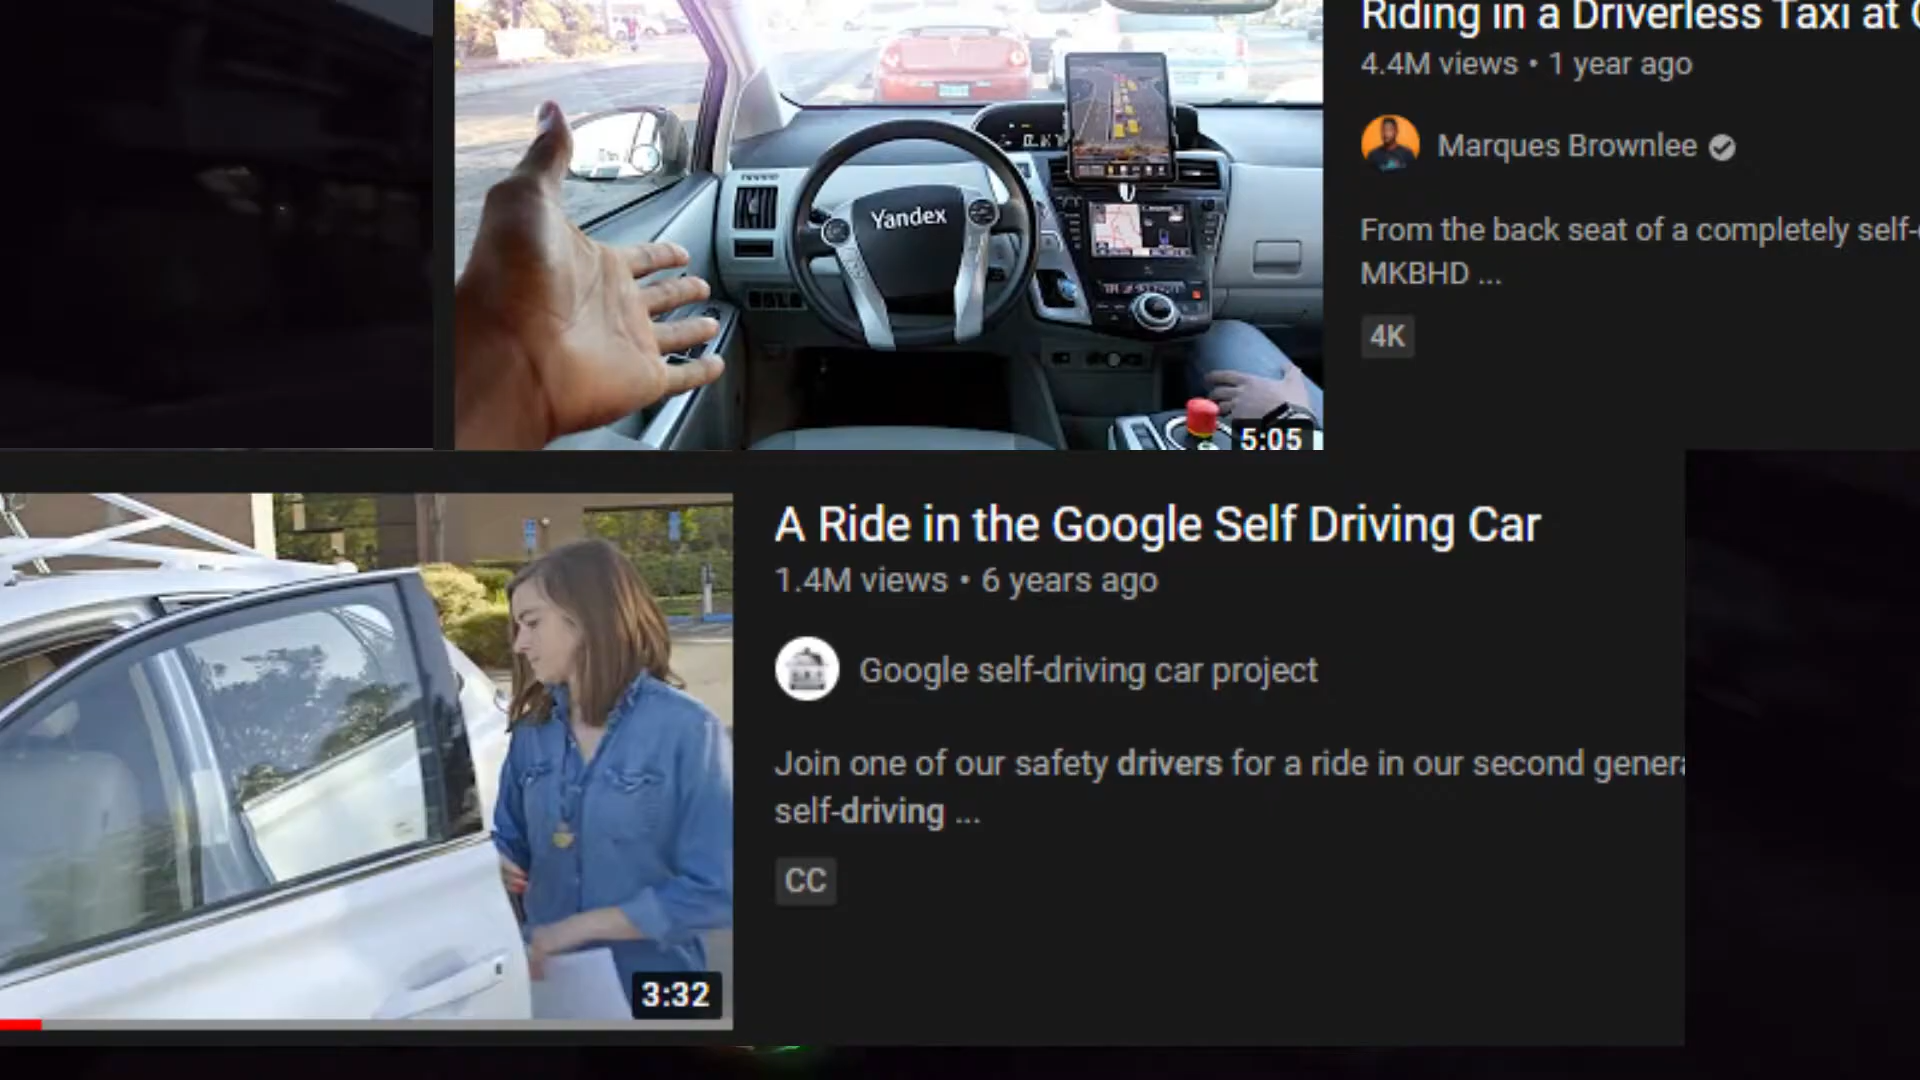 Riding in a Driverless Taxi at
4.4M views • 1 year ago
Marques Brownlee
Yandex
From the back seat of a completely self-
MKBHD ...
4K
5:05
A Ride in the Google Self Driving Car
1.4M views • 6 years ago
Google self-driving car project
Join one of our safety drivers for a ride in our second genera
self-driving ...
CC
3:32